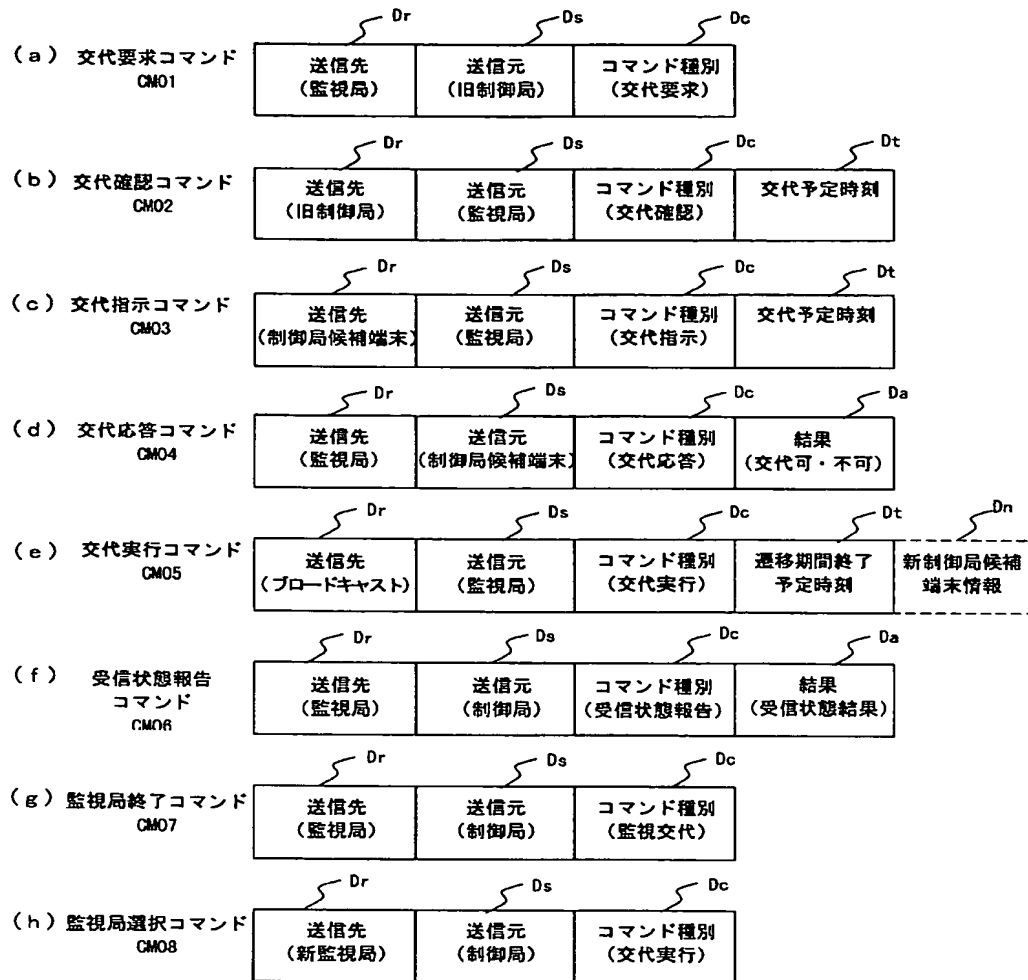 Dr Ds Dc
(a) 交代要求コマンド
CM01
送信先
(監視局)
送信元
(旧制御局)
コマンド種別
(交代要求)
Dr Ds Dc Dt
(b) 交代確認コマンド
CM02
送信先
(旧制御局)
送信元
(監視局)
コマンド種別
(交代確認)
交代予定時刻
Dr Ds Dc Dt
(c) 交代指示コマンド
CM03
送信先
(制御局候補端末)
送信元
(監視局)
コマンド種別
(交代指示)
交代予定時刻
Dr Ds Dc Da
(d) 交代応答コマンド
CM04
送信先
(監視局)
送信元
(制御局候補端末)
コマンド種別
(交代応答)
結果
(交代可・不可)
Dr Ds Dc Dt Dn
(e) 交代実行コマンド
CM05
送信先
(ブロードキャスト)
送信元
(監視局)
コマンド種別
(交代実行)
遷移期間終了
予定時刻
新制御局候補
端末情報
Dr Ds Dc Da
(f) 受信状態報告
コマンド
CM06
送信先
(監視局)
送信元
(制御局)
コマンド種別
(受信状態報告)
結果
(受信状態結果)
Dr Ds Dc
(g) 監視局終了コマンド
CM07
送信先
(監視局)
送信元
(制御局)
コマンド種別
(監視交代)
Dr Ds Dc
(h) 監視局選択コマンド
CM08
送信先
(新監視局)
送信元
(制御局)
コマンド種別
(交代実行)